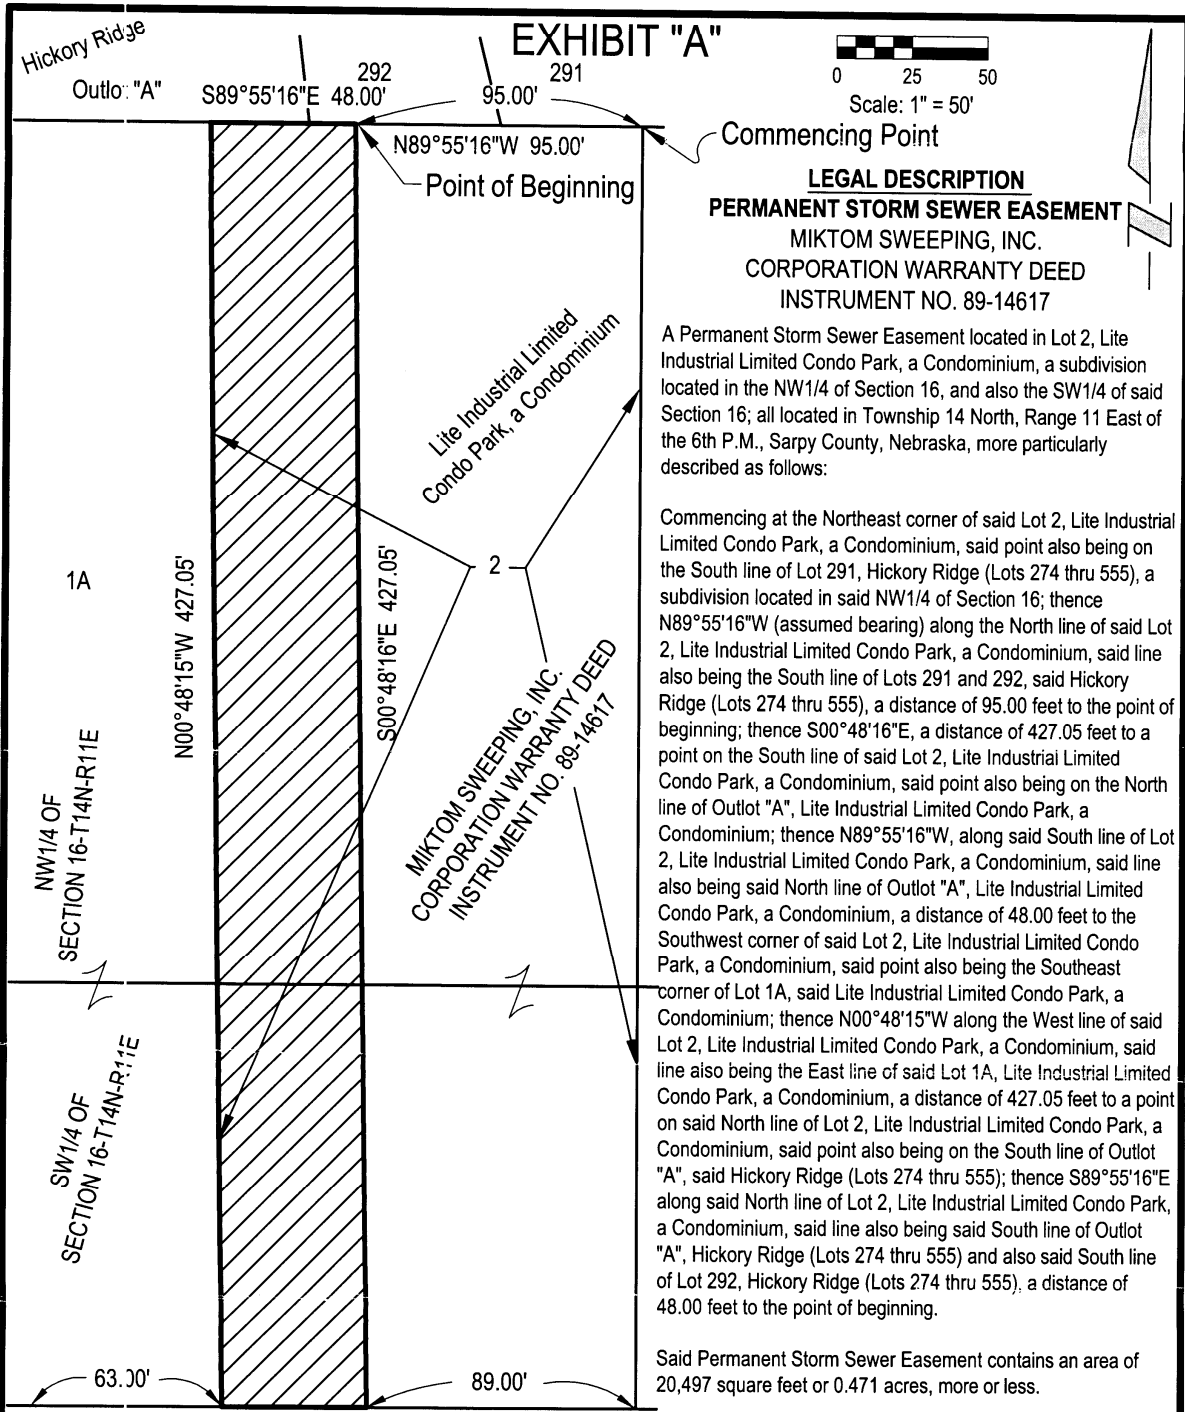 EXHIBIT "A"
Hickory Ridge
Outlot "A"
292
291
S89°55'16"E 48.00'
95.00'
N89°55'16"W 95.00'
Point of Beginning
Commencing Point
0 25 50
Scale: 1" = 50'
LEGAL DESCRIPTION
PERMANENT STORM SEWER EASEMENT
MIKTOM SWEEPING, INC.
CORPORATION WARRANTY DEED
INSTRUMENT NO. 89-14617
A Permanent Storm Sewer Easement located in Lot 2, Lite
Industrial Limited Condo Park, a Condominium, a subdivision
located in the NW1/4 of Section 16, and also the SW1/4 of said
Section 16; all located in Township 14 North, Range 11 East of
the 6th P.M., Sarpy County, Nebraska, more particularly
described as follows:
Commencing at the Northeast corner of said Lot 2, Lite Industrial
Limited Condo Park, a Condominium, said point also being on
the South line of Lot 291, Hickory Ridge (Lots 274 thru 555), a
subdivision located in said NW1/4 of Section 16; thence
N89°55'16"W (assumed bearing) along the North line of said Lot
2, Lite Industrial Limited Condo Park, a Condominium, said line
also being the South line of Lots 291 and 292, said Hickory
Ridge (Lots 274 thru 555), a distance of 95.00 feet to the point of
beginning; thence S00°48'16"E, a distance of 427.05 feet to a
point on the South line of said Lot 2, Lite Industrial Limited
Condo Park, a Condominium, said point also being on the North
line of Outlot "A", Lite Industrial Limited Condo Park, a
Condominium; thence N89°55'16"W, along said South line of Lot
2, Lite Industrial Limited Condo Park, a Condominium, said line
also being said North line of Outlot "A", Lite Industrial Limited
Condo Park, a Condominium, a distance of 48.00 feet to the
Southwest corner of said Lot 2, Lite Industrial Limited Condo
Park, a Condominium, said point also being the Southeast
corner of Lot 1A, said Lite Industrial Limited Condo Park, a
Condominium; thence N00°48'15"W along the West line of said
Lot 2, Lite Industrial Limited Condo Park, a Condominium, said
line also being the East line of said Lot 1A, Lite Industrial Limited
Condo Park, a Condominium, a distance of 427.05 feet to a point
on said North line of Lot 2, Lite Industrial Limited Condo Park, a
Condominium, said point also being on the South line of Outlot
"A", said Hickory Ridge (Lots 274 thru 555); thence S89°55'16"E
along said North line of Lot 2, Lite Industrial Limited Condo Park,
a Condominium, said line also being said South line of Outlot
"A", Hickory Ridge (Lots 274 thru 555) and also said South line
of Lot 292, Hickory Ridge (Lots 274 thru 555), a distance of
48.00 feet to the point of beginning.
Said Permanent Storm Sewer Easement contains an area of
20,497 square feet or 0.471 acres, more or less.
Lite Industrial Limited
Condo Park, a Condominium
1A
2
N00°48'15"W 427.05'
S00°48'16"E 427.05'
MIKTOM SWEEPING, INC.
CORPORATION WARRANTY DEED
INSTRUMENT NO. 89-14617
NW1/4 OF
SECTION 16-T14N-R11E
SW1/4 OF
SECTION 16-T14N-R11E
63.00'
89.00'